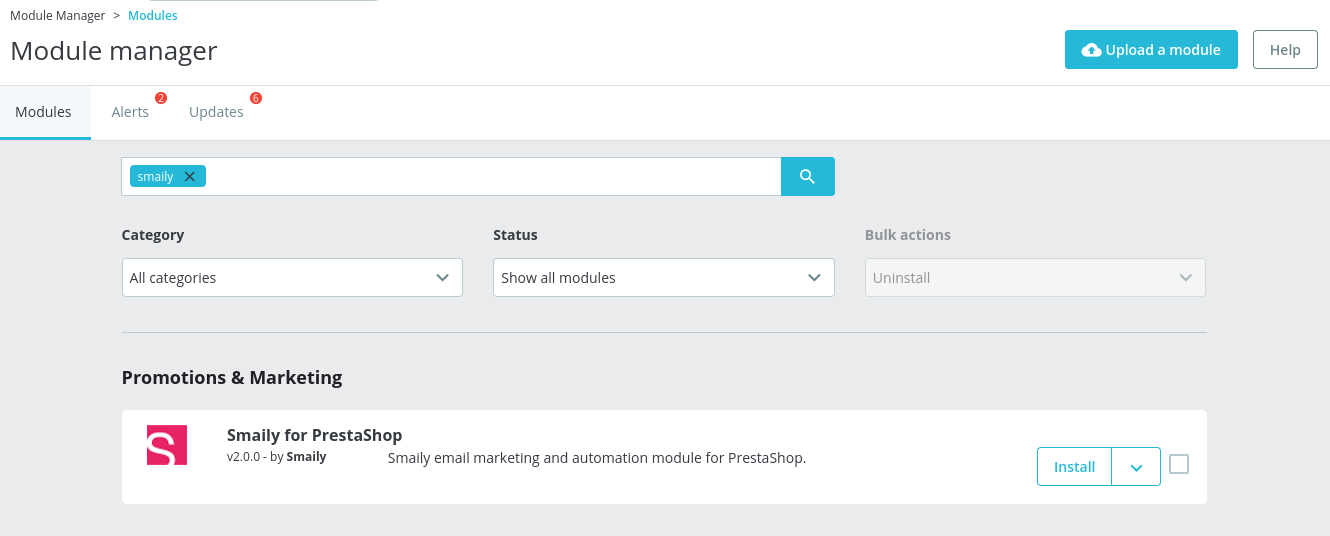 Module Manager > Modules
Module manager
Upload a module
Help
Modules
Alerts 2
Updates 6
smaily
Category
Status
Bulk actions
All categories
Show all modules
Uninstall
Promotions & Marketing
S
Smaily for PrestaShop
v2.0.0 - by Smaily
Smaily email marketing and automation module for PrestaShop.
Install